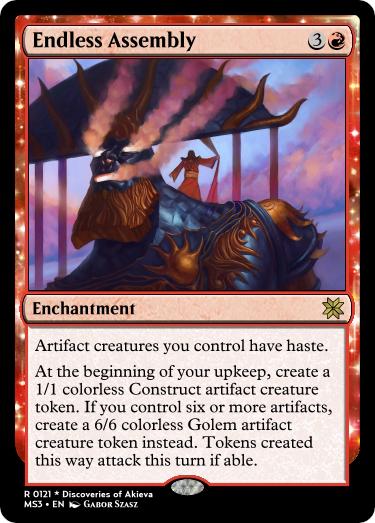 Endless Assembly 3
Enchantment
Artifact creatures you control have haste.
At the beginning of your upkeep, create a
1/1 colorless Construct artifact creature
token. If you control six or more artifacts,
create a 6/6 colorless Golem artifact
creature token instead. Tokens created
this way attack this turn if able.
R 0121 * Discoveries of Akieva
MS3 • EN Gabor Szasz